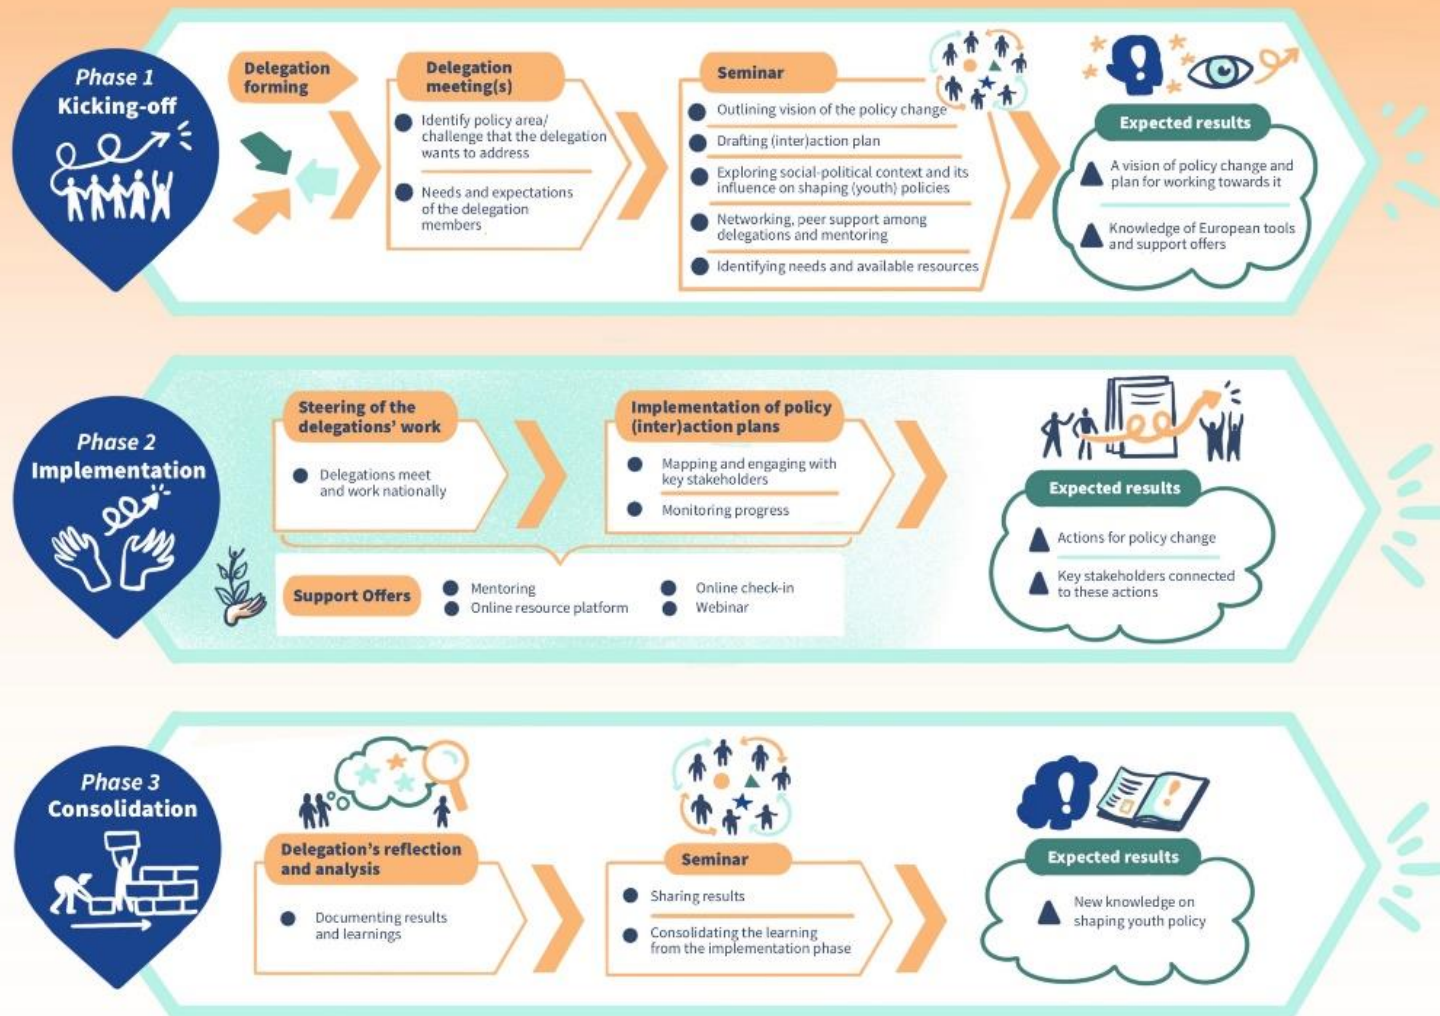 Phase 1
Kicking-off
Delegation
forming
Delegation
meeting(s)
Identify policy area/
challenge that the delegation
wants to address
Needs and expectations
of the delegation
members
Seminar
Outlining vision of the policy change
Drafting (inter)action plan
Exploring social-political context and its
influence on shaping (youth) policies
Networking, peer support among
delegations and mentoring
Identifying needs and available resources
Expected results
A vision of policy change and
plan for working towards it
Knowledge of European tools
and support offers
Phase 2
Implementation
Steering of the
delegations' work
Delegations meet
and work nationally
Implementation of policy
(inter)action plans
Mapping and engaging with
key stakeholders
Monitoring progress
Support Offers
Mentoring
Online resource platform
Online check-in
Webinar
Expected results
Actions for policy change
Key stakeholders connected
to these actions
Phase 3
Consolidation
Delegation's reflection
and analysis
Documenting results
and learnings
Seminar
Sharing results
Consolidating the learning
from the implementation phase
Expected results
New knowledge on
shaping youth policy